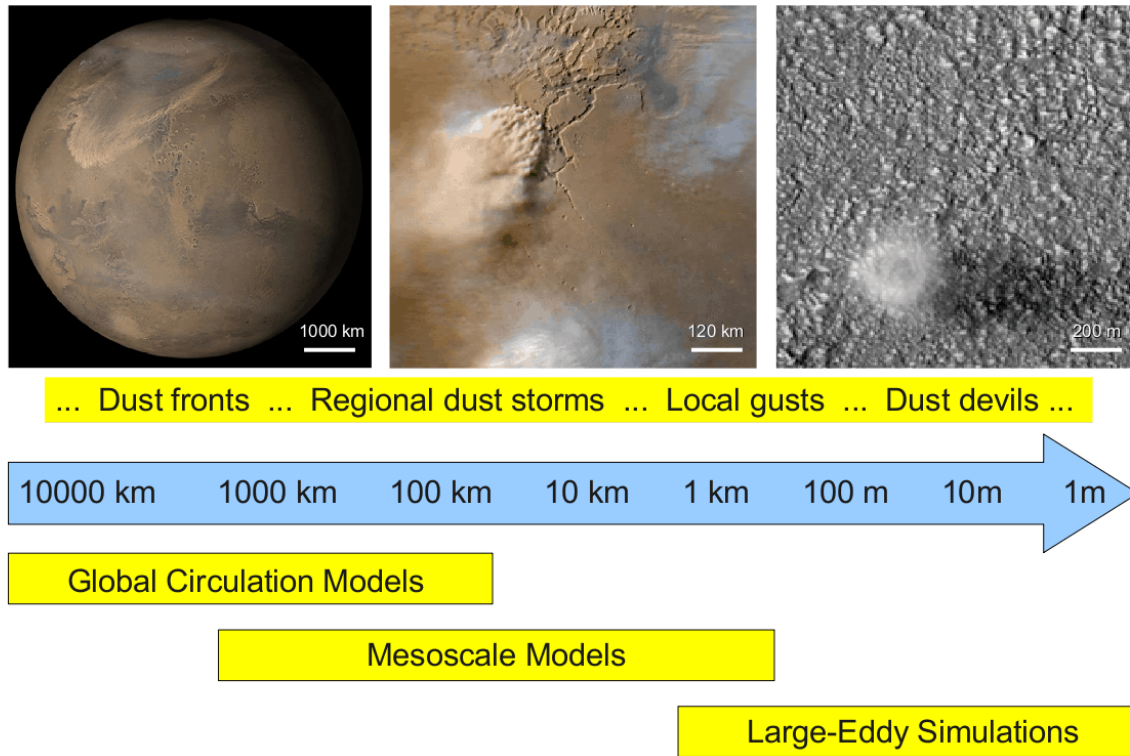 1000 km
120 km
200 m
... Dust fronts ... Regional dust storms ... Local gusts ... Dust devils ...
10000 km 1000 km 100 km 10 km 1 km 100 m 10m 1m
Global Circulation Models
Mesoscale Models
Large-Eddy Simulations